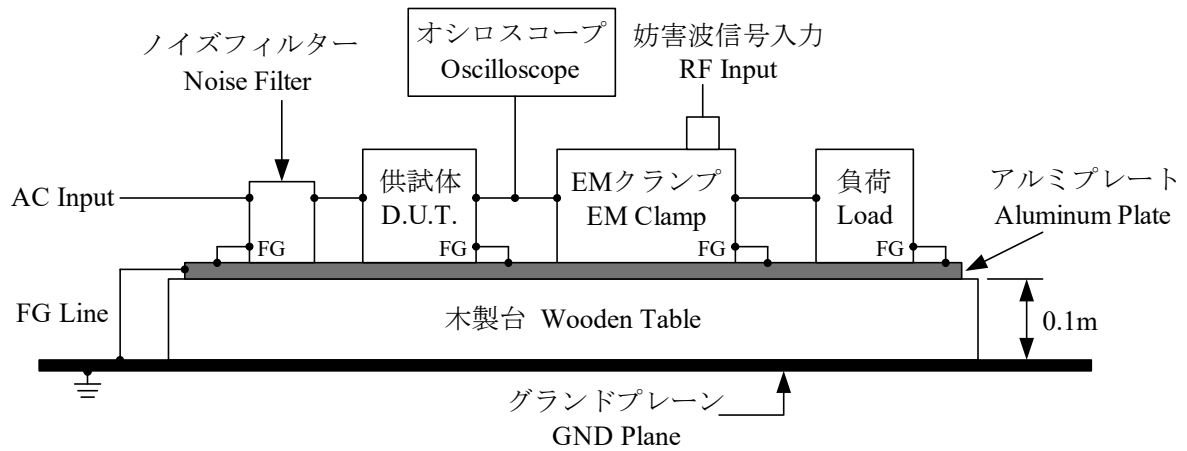 ノイズフィルター
Noise Filter
オシロスコープ
Oscilloscope
妨害波信号入力
RF Input
AC Input
供試体
D.U.T.
EMクランプ
EM Clamp
負荷
Load
アルミプレート
Aluminum Plate
FG
FG
FG
FG
FG Line
木製台 Wooden Table
0.1m
グランドプレーン
GND Plane